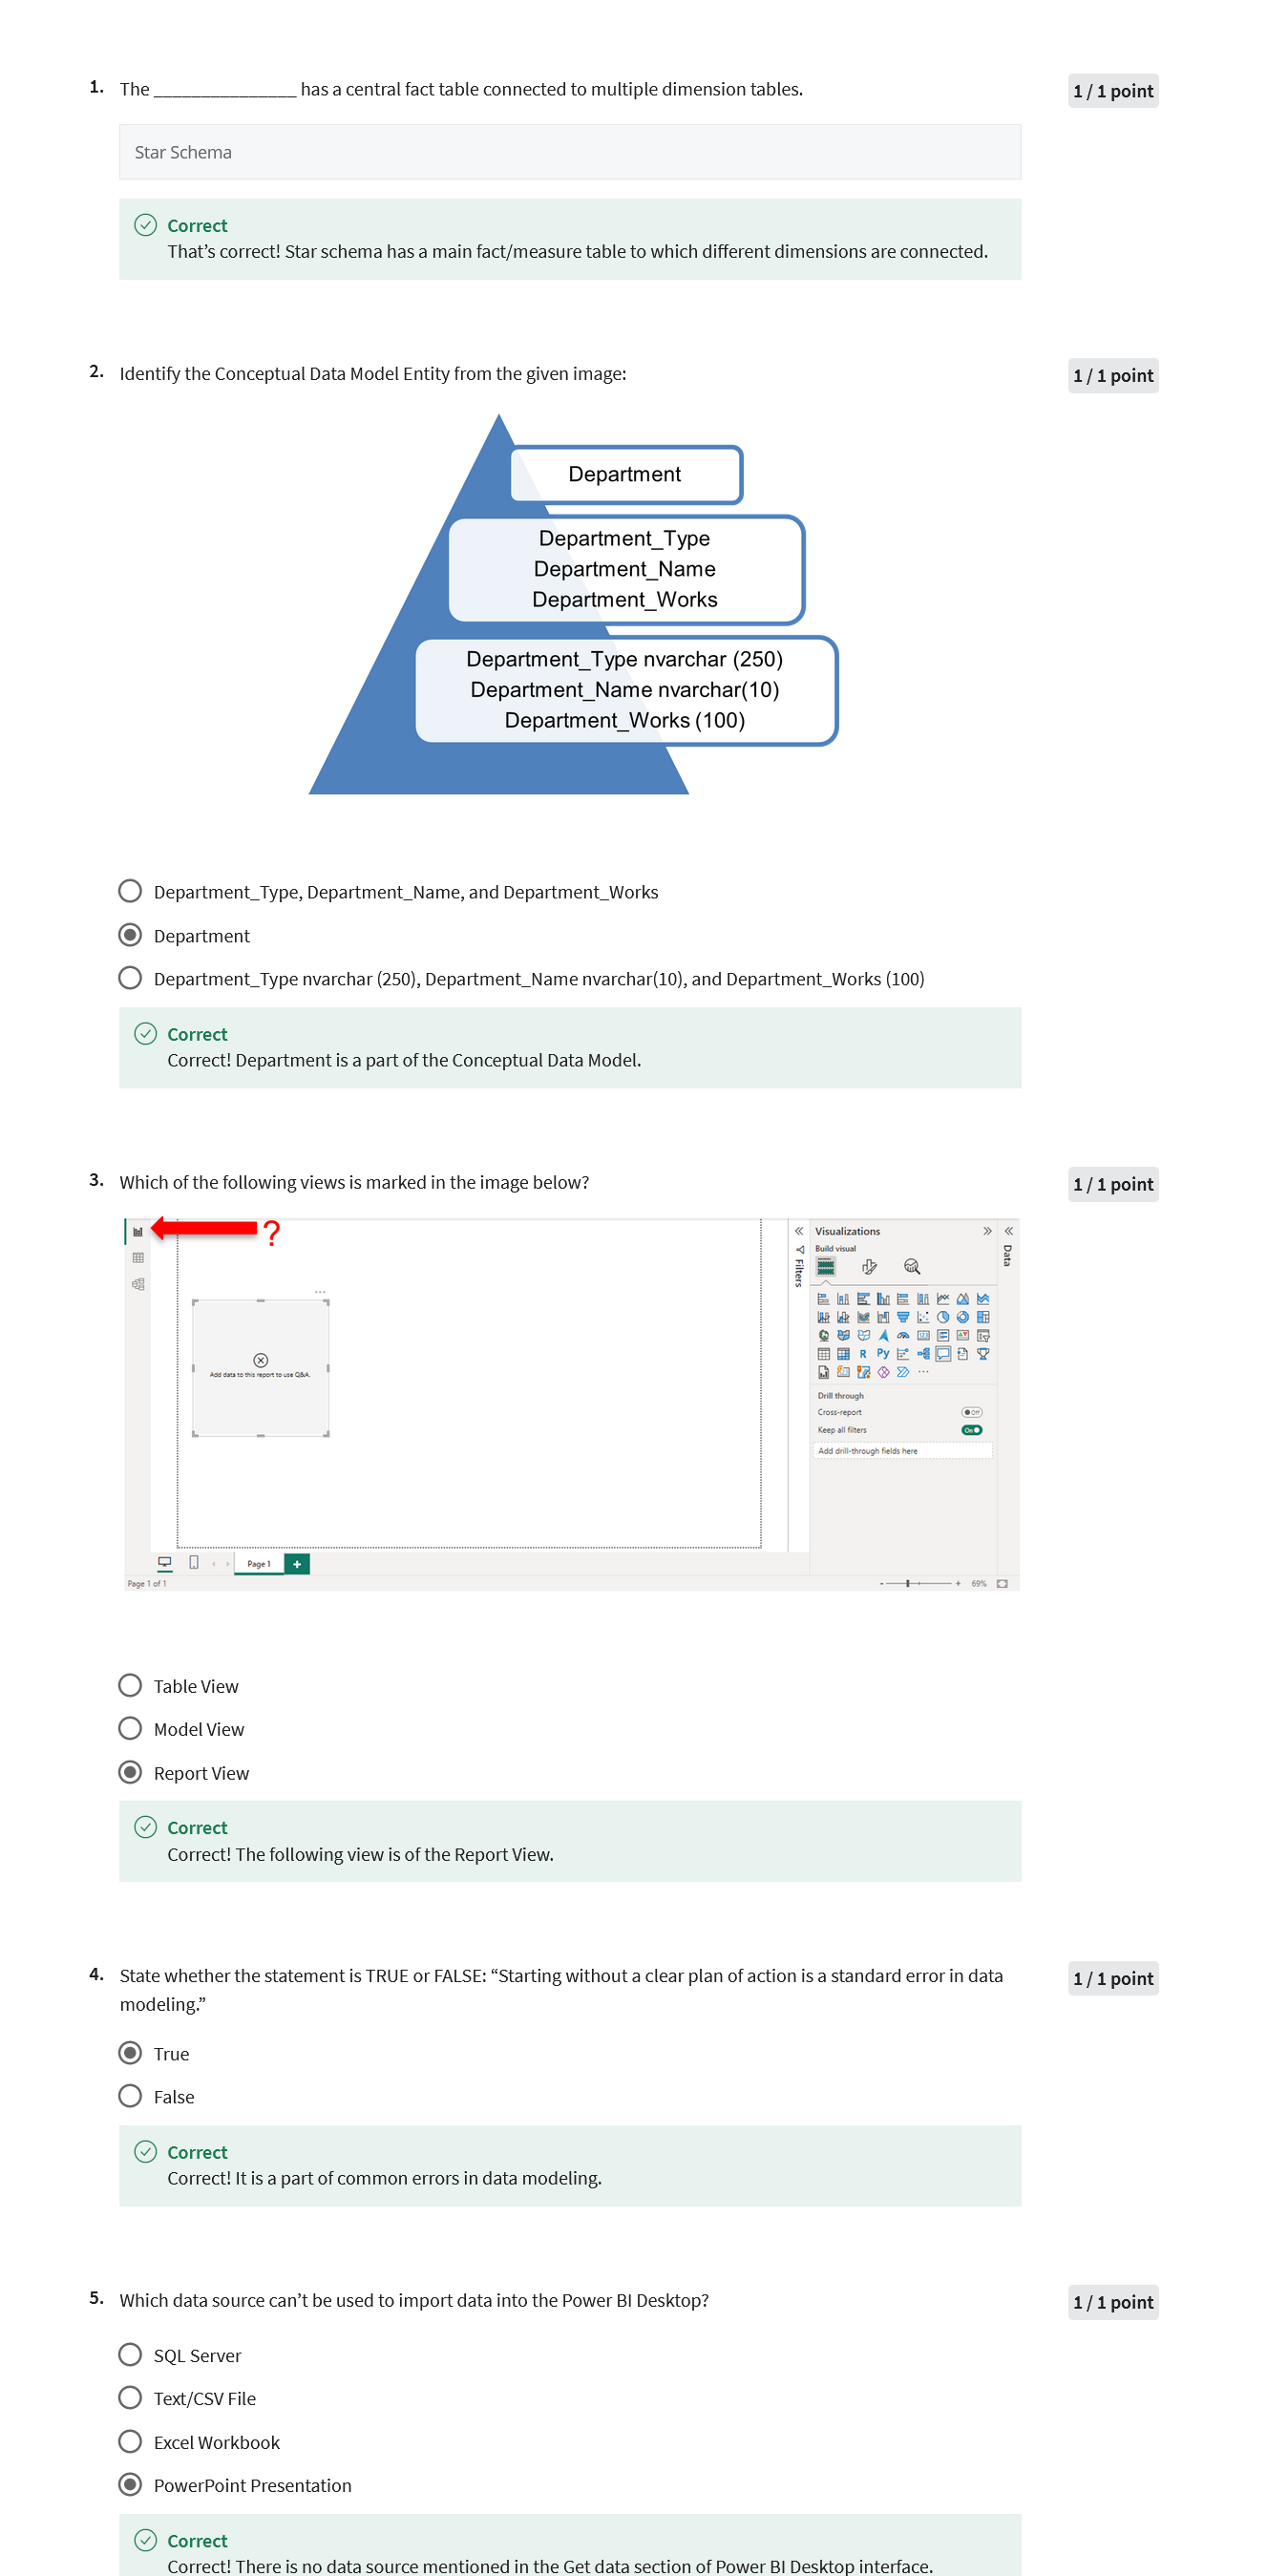 1. The _______________ has a central fact table connected to multiple dimension tables.
1 / 1 point
Star Schema
Correct
That’s correct! Star schema has a main fact/measure table to which different dimensions are connected.
2. Identify the Conceptual Data Model Entity from the given image:
1 / 1 point
Department
Department_Type
Department_Name
Department_Works
Department_Type nvarchar (250)
Department_Name nvarchar(10)
Department_Works (100)
Department_Type, Department_Name, and Department_Works
Department
Department_Type nvarchar (250), Department_Name nvarchar(10), and Department_Works (100)
Correct
Correct! Department is a part of the Conceptual Data Model.
3. Which of the following views is marked in the image below?
1 / 1 point
?
Add data to this report to use Q&A.
Filters
Visualizations
Build visual
R
Py
Drill through
Cross-report
Off
Keep all filters
On
Add drill-through fields here
Data
Page 1
+
Page 1 of 1
- + 69%
Table View
Model View
Report View
Correct
Correct! The following view is of the Report View.
4. State whether the statement is TRUE or FALSE: “Starting without a clear plan of action is a standard error in data
modeling.”
1 / 1 point
True
False
Correct
Correct! It is a part of common errors in data modeling.
5. Which data source can’t be used to import data into the Power BI Desktop?
1 / 1 point
SQL Server
Text/CSV File
Excel Workbook
PowerPoint Presentation
Correct
Correct! There is no data source mentioned in the Get data section of Power BI Desktop interface.